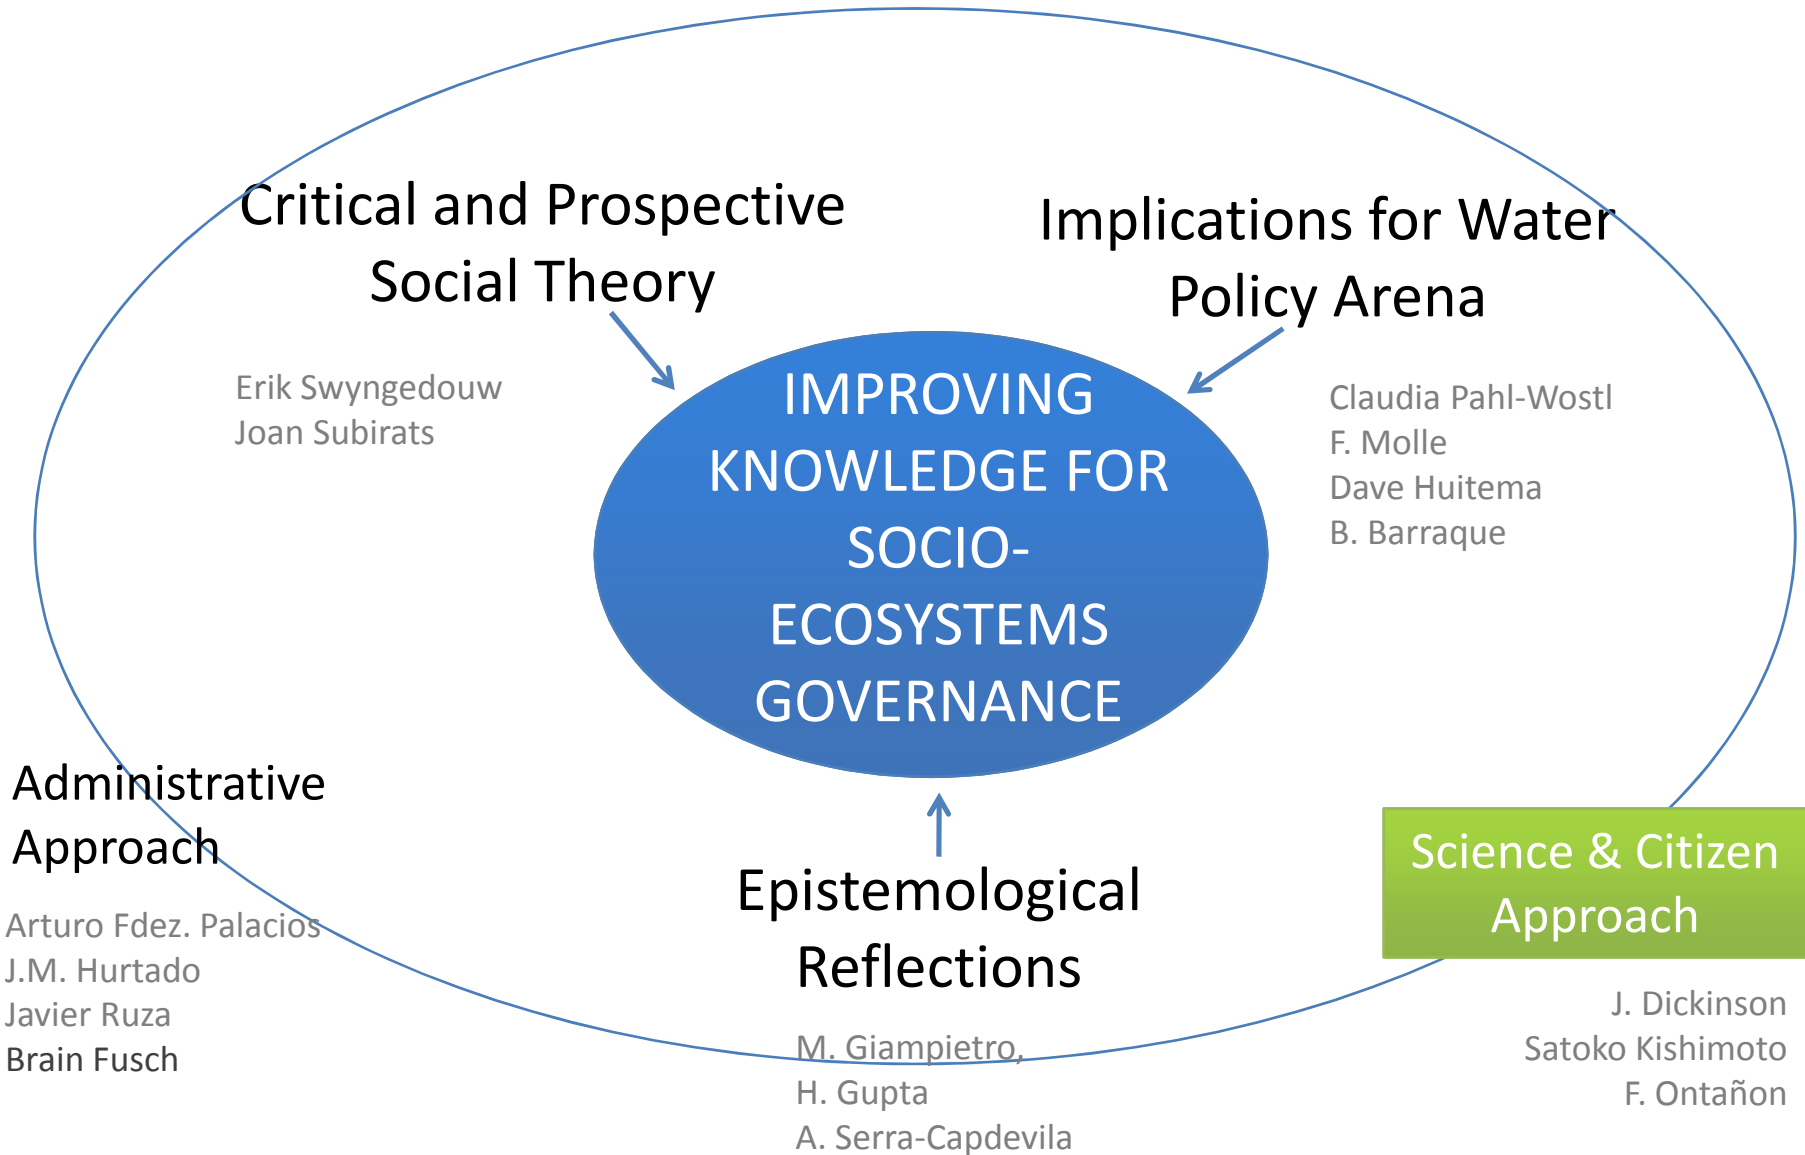 Critical and Prospective
Social Theory
Implications for Water
Policy Arena
Erik Swyngedouw
Joan Subirats
IMPROVING
KNOWLEDGE FOR
SOCIO-
ECOSYSTEMS
GOVERNANCE
Claudia Pahl-Wostl
F. Molle
Dave Huitema
B. Barraque
Administrative
Approach
Arturo Fdez. Palacios
J.M. Hurtado
Javier Ruza
Brain Fusch
Epistemological
Reflections
M. Giampietro,
H. Gupta
A. Serra-Capdevila
Science & Citizen
Approach
J. Dickinson
Satoko Kishimoto
F. Ontañon